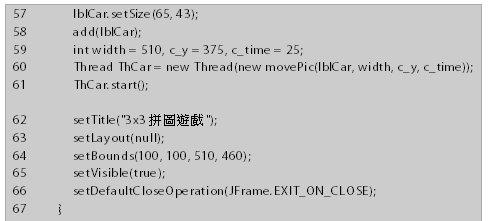 57 lblCar.setSize(65, 43);
58 add(lblCar);
59 int width = 510, c_y = 375, c_time = 25;
60 Thread ThCar = new Thread(new movePic(lblCar, width, c_y, c_time));
61 ThCar.start();
62 setTitle("3x3 拼圖遊戲");
63 setLayout(null);
64 setBounds(100, 100, 510, 460);
65 setVisible(true);
66 setDefaultCloseOperation(JFrame.EXIT_ON_CLOSE);
67 }